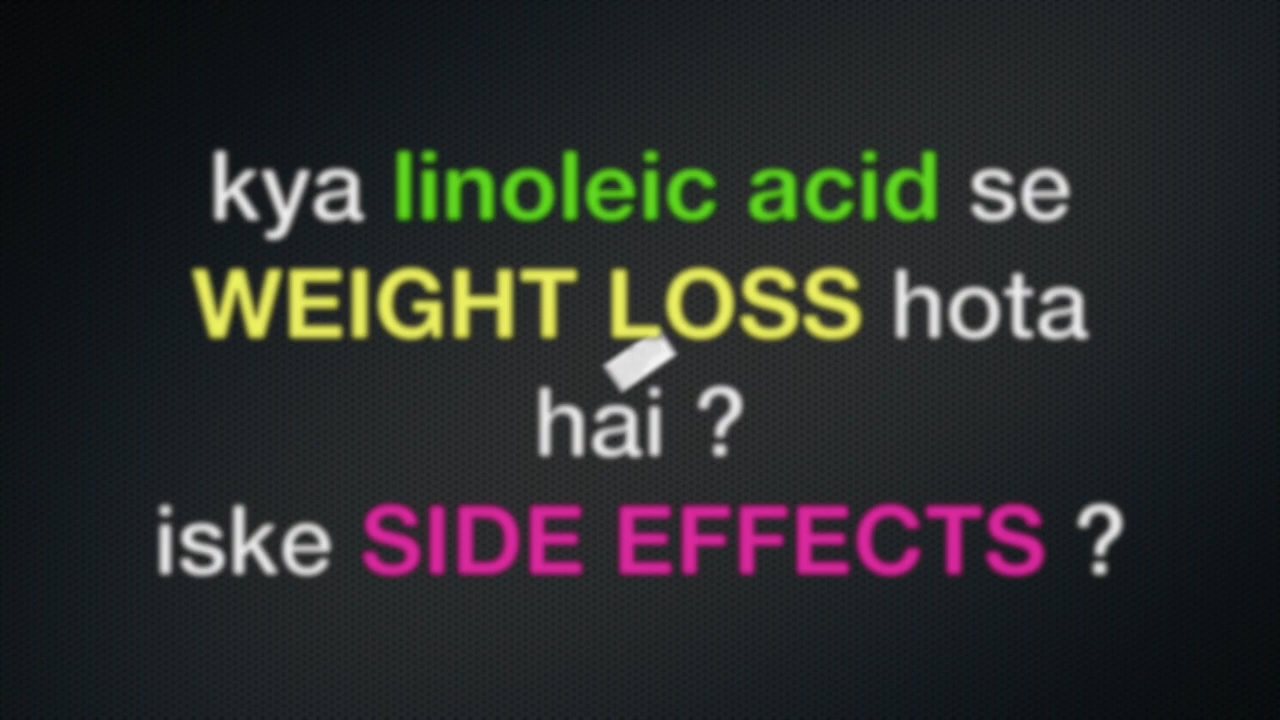 kya linoleic acid se
WEIGHT LOSS hota
hai ?
iske SIDE EFFECTS ?